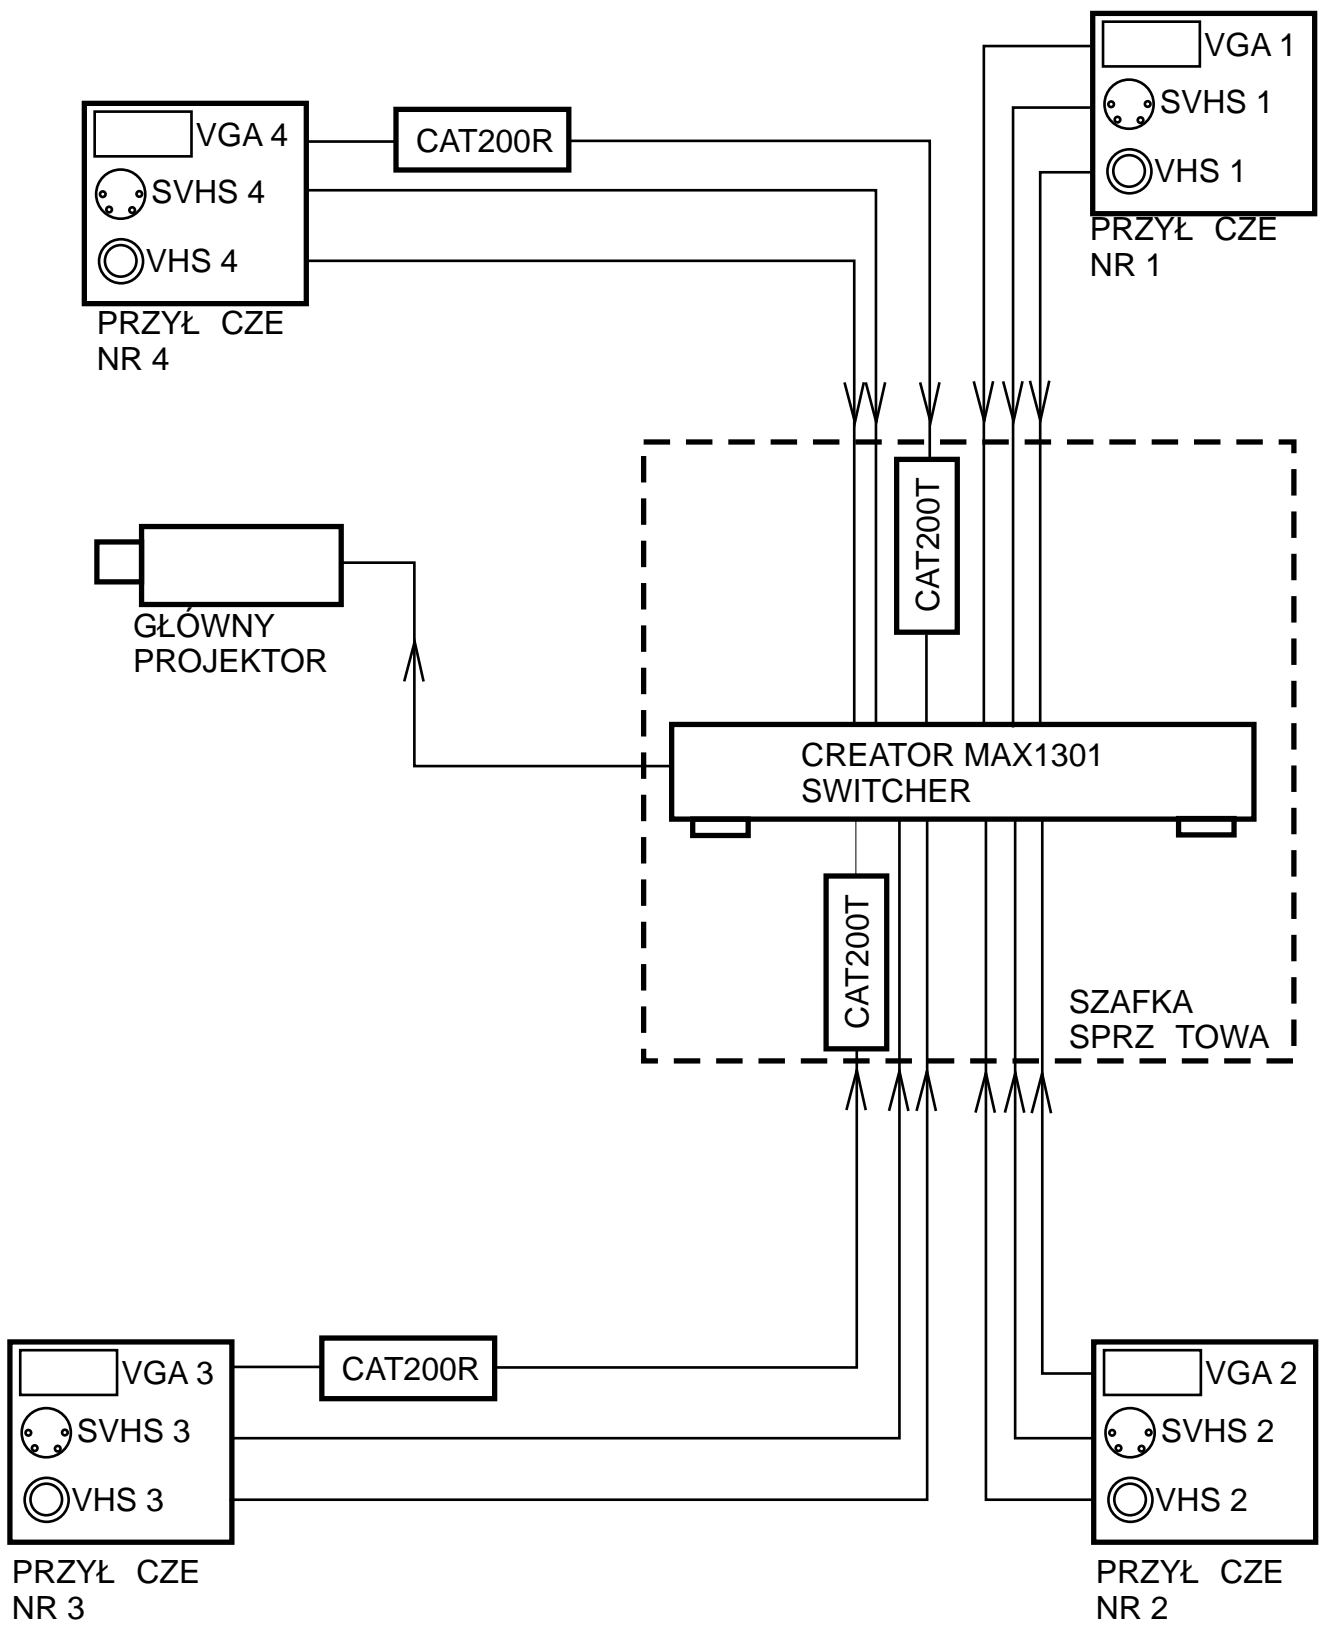 VGA 1
SVHS 1
VHS 1
PRZYŁ CZE
NR 1
VGA 4
CAT200R
SVHS 4
VHS 4
PRZYŁ CZE
NR 4
CAT200T
GŁÓWNY
PROJEKTOR
CREATOR MAX1301
SWITCHER
CAT200T
SZAFKA
SPRZ TOWA
VGA 3
CAT200R
SVHS 3
VHS 3
PRZYŁ CZE
NR 3
VGA 2
SVHS 2
VHS 2
PRZYŁ CZE
NR 2